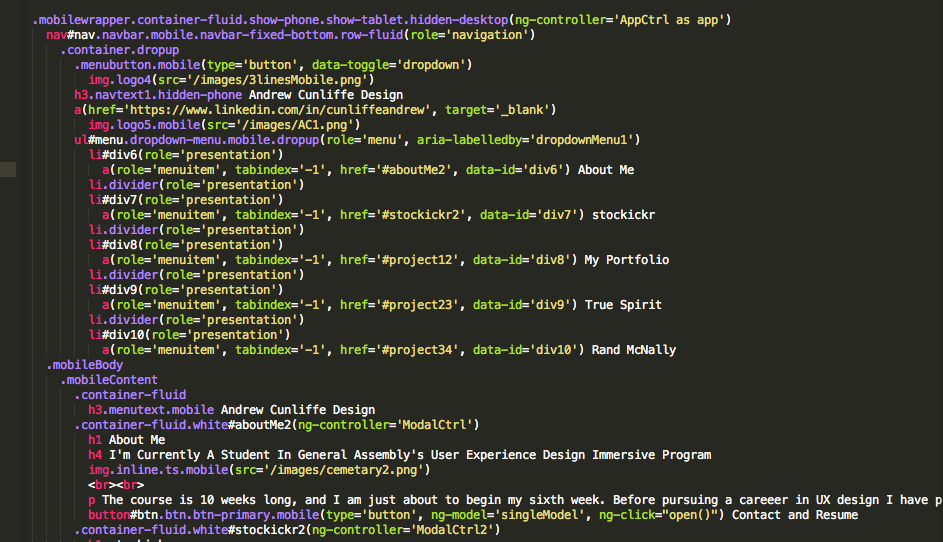 .mobilewrapper.container-fluid.show-phone.show-tablet.hidden-desktop(ng-controller='AppCtrl as app')
nav#nav.navbar.mobile.navbar-fixed-bottom.row-fluid(role='navigation')
.container.dropup
.menubutton.mobile(type='button', data-toggle='dropdown')
img.logo4(src='/images/3linesMobile.png')
h3.navtext1.hidden-phone Andrew Cunliffe Design
a(href='https://www.linkedin.com/in/cunliffeandrew', target='_blank')
img.logo5.mobile(src='/images/AC1.png')
ul#menu.dropdown-menu.mobile.dropup(role='menu', aria-labelledby='dropdownMenu1')
li#div6(role='presentation')
a(role='menuitem', tabindex='-1', href='#aboutMe2', data-id='div6') About Me
li.divider(role='presentation')
li#div7(role='presentation')
a(role='menuitem', tabindex='-1', href='#stockickr2', data-id='div7') stockickr
li.divider(role='presentation')
li#div8(role='presentation')
a(role='menuitem', tabindex='-1', href='#project12', data-id='div8') My Portfolio
li.divider(role='presentation')
li#div9(role='presentation')
a(role='menuitem', tabindex='-1', href='#project23', data-id='div9') True Spirit
li.divider(role='presentation')
li#div10(role='presentation')
a(role='menuitem', tabindex='-1', href='#project34', data-id='div10') Rand McNally
.mobileBody
.mobileContent
.container-fluid
h3.menutext.mobile Andrew Cunliffe Design
.container-fluid.white#aboutMe2(ng-controller='ModalCtrl')
h1 About Me
h4 I'm Currently A Student In General Assembly's User Experience Design Immersive Program
img.inline.ts.mobile(src='/images/cemetary2.png')
<br><br>
p The course is 10 weeks long, and I am just about to begin my sixth week. Before pursuing a careeer in UX design I have p
button#btn.btn.btn-primary.mobile(type='button', ng-model='singleModel', ng-click="open()") Contact and Resume
.container-fluid.white#stockickr2(ng-controller='ModalCtrl2')